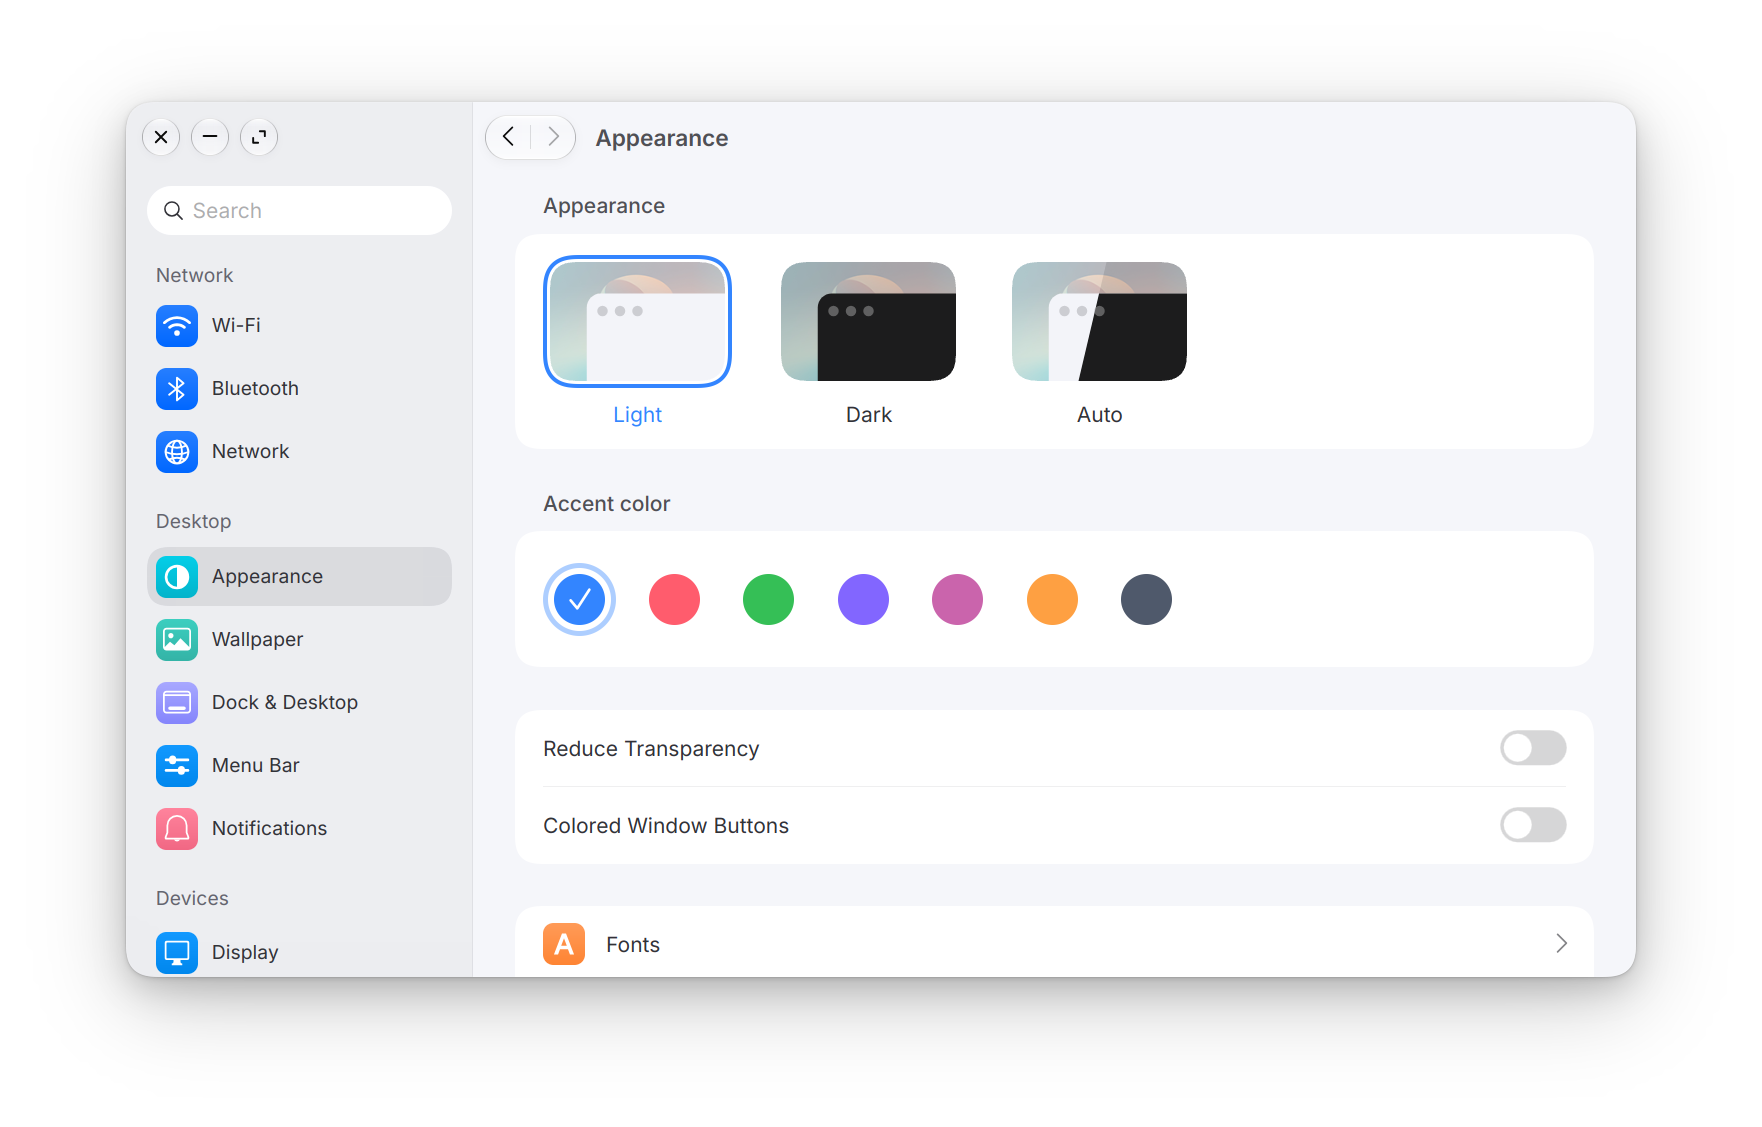 Search
Network
Wi-Fi
Bluetooth
Network
Desktop
Appearance
Wallpaper
Dock & Desktop
Menu Bar
Notifications
Devices
Display
Appearance
Appearance
Light
Dark
Auto
Accent color
Reduce Transparency
Colored Window Buttons
A
Fonts